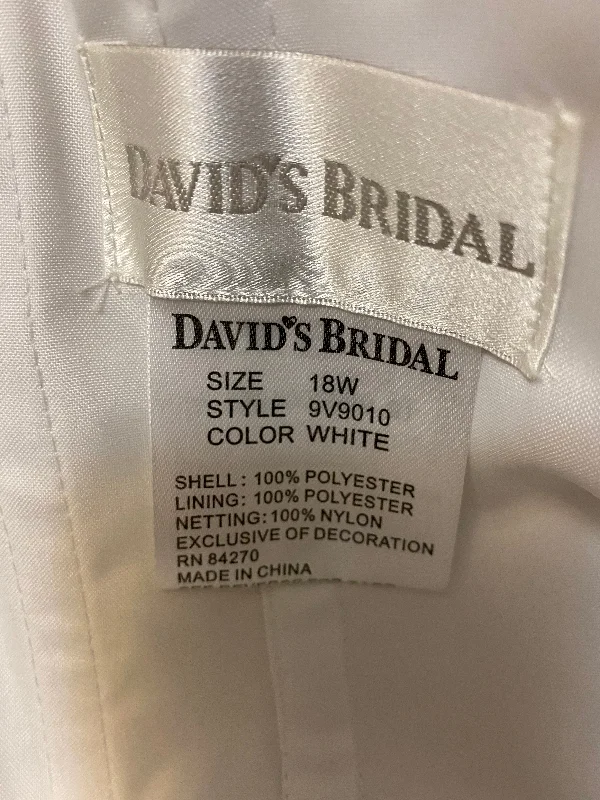 DAVID'S BRIDAL
DAVID'S BRIDAL
SIZE 18W
STYLE 9V9010
COLOR WHITE
SHELL: 100% POLYESTER
LINING: 100% POLYESTER
NETTING: 100% NYLON
EXCLUSIVE OF DECORATION
RN 84270
MADE IN CHINA